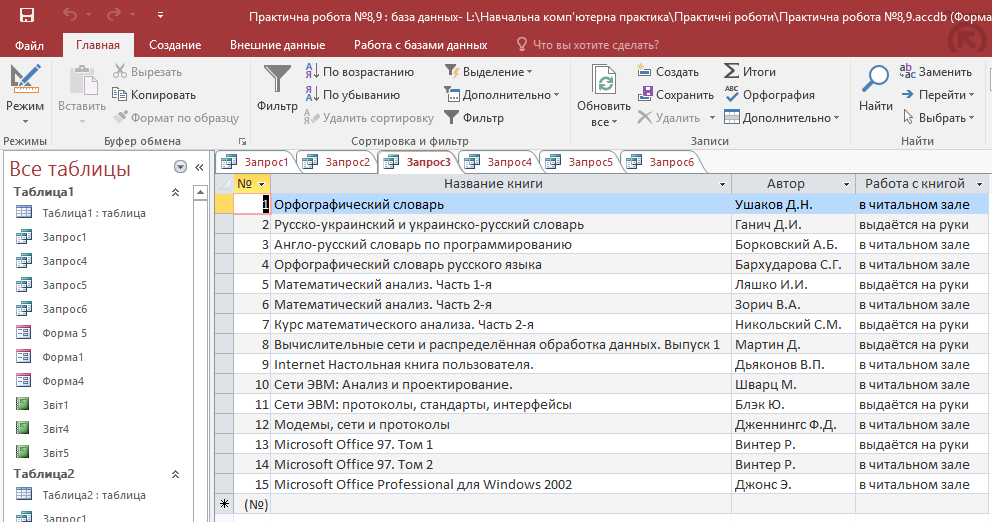 Практична робота №8,9 : база данных- L:\Навчальна комп'ютерна практика\Практичні роботи\Практична робота №8,9.accdb (Форма
Файл Главная Создание Внешние данные Работа с базами данных Что вы хотите сделать?
Режим
Вставить
Вырезать
Копировать
Формат по образцу
Фильтр
По возрастанию
По убыванию
Удалить сортировку
Выделение
Дополнительно
Фильтр
Обновить все
Создать
Сохранить
Удалить
Итоги
Орфография
Дополнительно
Найти
Заменить
Перейти
Выбрать
Режимы Буфер обмена Сортировка и фильтр Записи Найти
Все таблицы
Таблица1
Таблица1 : таблица
Запрос1
Запрос4
Запрос5
Запрос6
Форма 5
Форма1
Форма4
Звіт1
Звіт4
Звіт5
Таблица2
Таблица2 : таблица
Запрос1
Запрос1 Запрос2 Запрос3 Запрос4 Запрос5 Запрос6
№ Название книги Автор Работа с книгой
1 Орфографический словарь Ушаков Д.Н. в читальном зале
2 Русско-украинский и украинско-русский словарь Ганич Д.И. выдаётся на руки
3 Англо-русский словарь по программированию Борковский А.Б. в читальном зале
4 Орфографический словарь русского языка Бархударова С.Г. в читальном зале
5 Математический анализ. Часть 1-я Ляшко И.И. выдаётся на руки
6 Математический анализ. Часть 2-я Зорич В.А. в читальном зале
7 Курс математического анализа. Часть 2-я Никольский С.М. выдаётся на руки
8 Вычислительные сети и распределённая обработка данных. Выпуск 1 Мартин Д. выдаётся на руки
9 Internet Настольная книга пользователя. Дьяконов В.П. в читальном зале
10 Сети ЭВМ: Анализ и проектирование. Шварц М. в читальном зале
11 Сети ЭВМ: протоколы, стандарты, интерфейсы Блэк Ю. выдаётся на руки
12 Модемы, сети и протоколы Дженнингс Ф.Д. в читальном зале
13 Microsoft Office 97. Том 1 Винтер Р. выдаётся на руки
14 Microsoft Office 97. Том 2 Винтер Р. в читальном зале
15 Microsoft Office Professional для Windows 2002 Джонс Э. в читальном зале
(№)